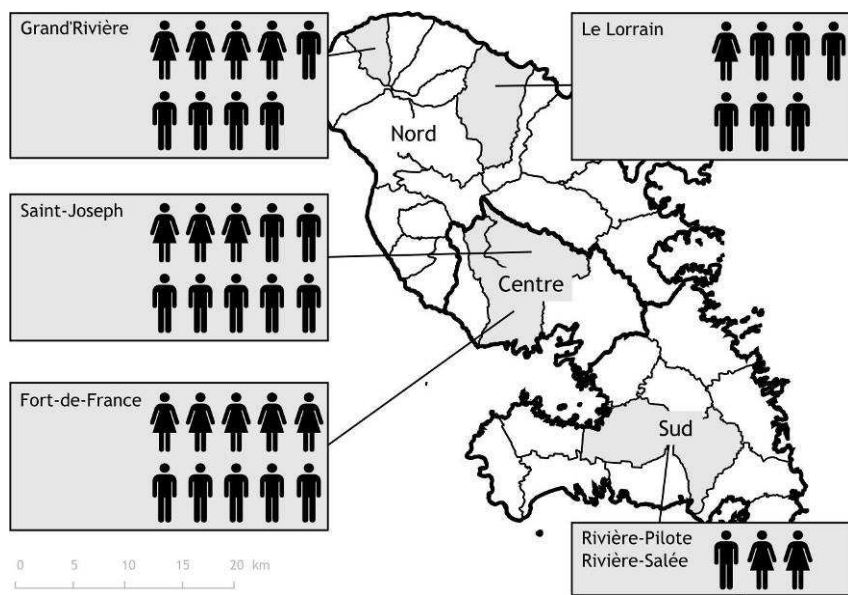 Grand'Rivière
Le Lorrain
Nord
Saint-Joseph
Centre
Fort-de-France
Sud
Rivière-Pilote
Rivière-Salée
0 5 10 15 20 km